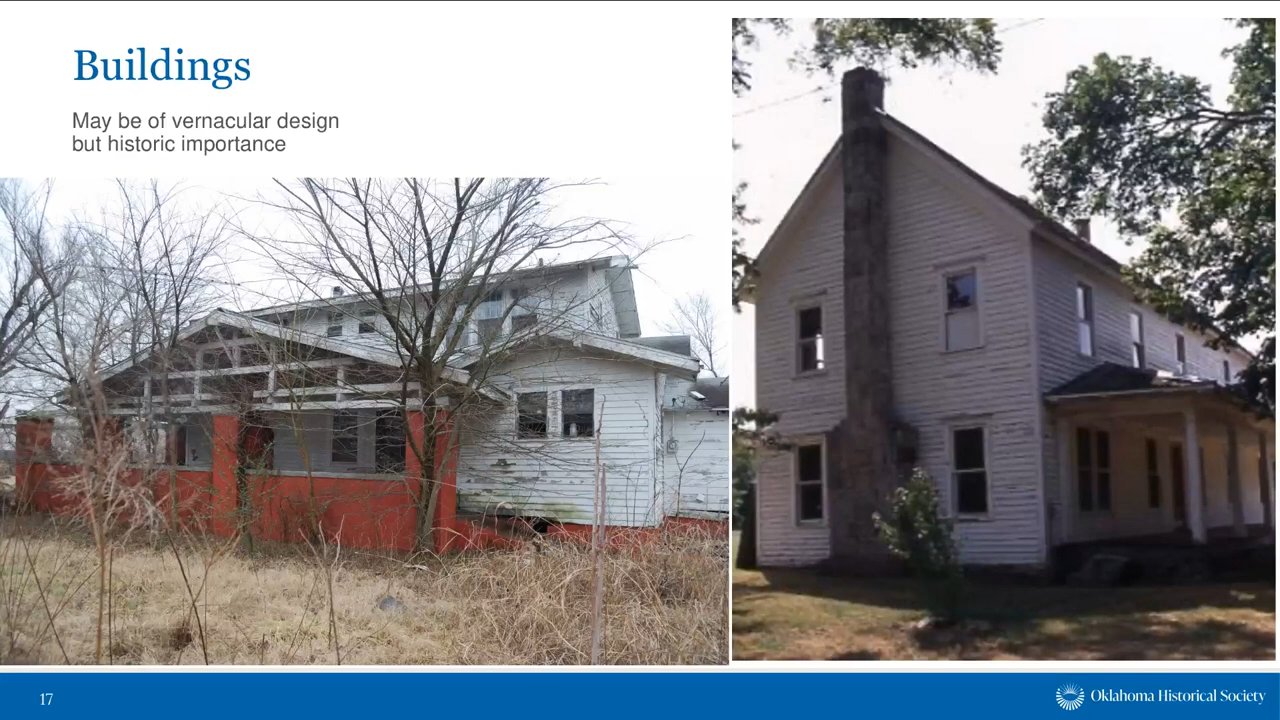 Buildings
May be of vernacular design
but historic importance
17
Oklahoma Historical Society